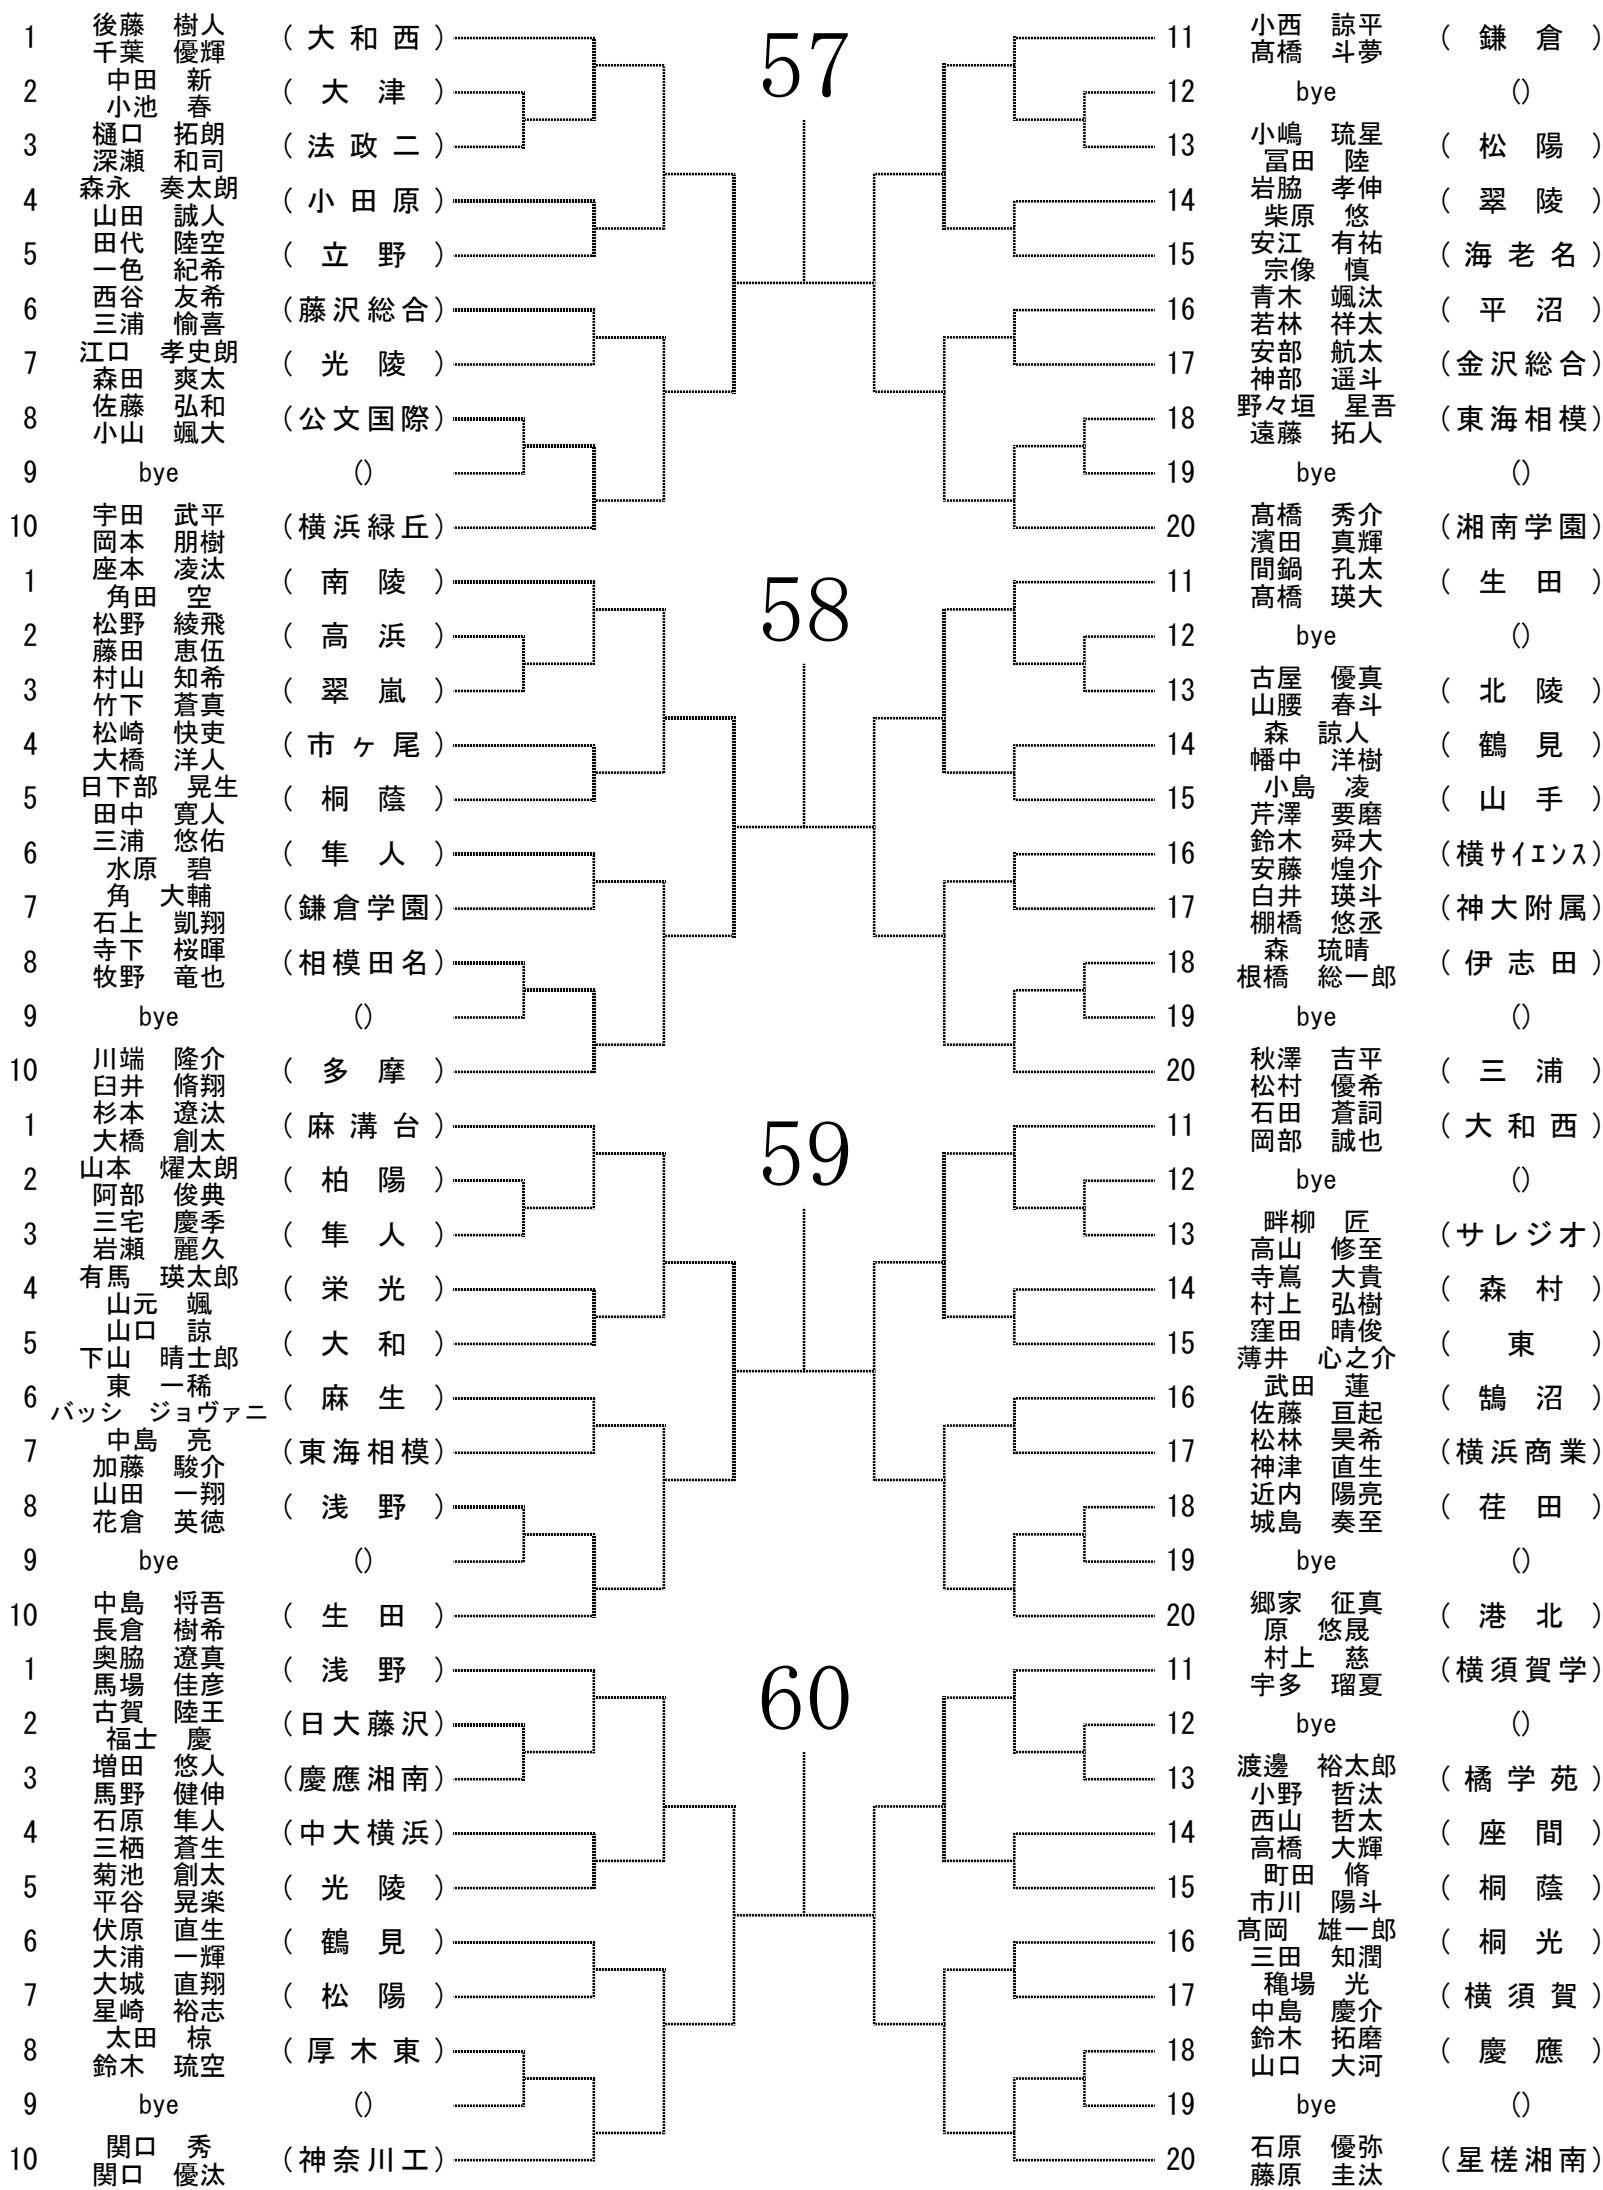 57
1 後藤 樹人 千葉 優輝 (大和西)
2 中田 新 小池 春 (大津)
3 樋口 拓朗 深瀬 和司 (法政二)
4 森永 奏太朗 山田 誠人 (小田原)
5 田代 陸空 一色 紀希 (立野)
6 西谷 友希 三浦 愉喜 (藤沢総合)
7 江口 孝史朗 森田 爽太 (光陵)
8 佐藤 弘和 小山 颯大 (公文国際)
9 bye ()
10 宇田 武平 岡本 朋樹 (横浜緑丘)
11 小西 諒平 髙橋 斗夢 (鎌倉)
12 bye ()
13 小嶋 琉星 冨田 陸 (松陽)
14 岩脇 孝伸 柴原 悠 (翠陵)
15 安江 有祐 宗像 慎 (海老名)
16 青木 颯汰 若林 祥太 (平沼)
17 安部 航太 神部 遥斗 (金沢総合)
18 野々垣 星吾 遠藤 拓人 (東海相模)
19 bye ()
20 髙橋 秀介 濱田 真輝 (湘南学園)
58
1 座本 凌汰 角田 空 (南陵)
2 松野 綾飛 藤田 恵伍 (高浜)
3 村山 知希 竹下 蒼真 (翠嵐)
4 松崎 快吏 大橋 洋人 (市ヶ尾)
5 日下部 晃生 田中 寛人 (桐蔭)
6 三浦 悠佑 水原 碧 (隼人)
7 角 大輔 石上 凱翔 (鎌倉学園)
8 寺下 桜暉 牧野 竜也 (相模田名)
9 bye ()
10 川端 隆介 臼井 脩翔 (多摩)
11 間鍋 孔太 髙橋 瑛大 (生田)
12 bye ()
13 古屋 優真 山腰 春斗 (北陵)
14 森 諒人 幡中 洋樹 (鶴見)
15 小島 凌 芹澤 要磨 (山手)
16 鈴木 舜大 安藤 煌介 (横サイエンス)
17 白井 瑛斗 棚橋 悠丞 (神大附属)
18 森 琉晴 根橋 総一郎 (伊志田)
19 bye ()
20 秋澤 吉平 松村 優希 (三浦)
59
1 杉本 遼汰 大橋 創太 (麻溝台)
2 山本 燿太朗 阿部 俊典 (柏陽)
3 三宅 慶季 岩瀬 麗久 (隼人)
4 有馬 瑛太郎 山元 颯 (栄光)
5 山口 諒 下山 晴士郎 (大和)
6 東 一稀 バッシ ジョヴァニ (麻生)
7 中島 亮 加藤 駿介 (東海相模)
8 山田 一翔 花倉 英徳 (浅野)
9 bye ()
10 中島 将吾 長倉 樹希 (生田)
11 石田 蒼詞 岡部 誠也 (大和西)
12 bye ()
13 畔柳 匠 高山 修至 (サレジオ)
14 寺嶌 大貴 村上 弘樹 (森村)
15 窪田 晴俊 薄井 心之介 (東)
16 武田 蓮 佐藤 亘起 (鵠沼)
17 松林 昊希 神津 直生 (横浜商業)
18 近内 陽亮 城島 奏至 (荏田)
19 bye ()
20 郷家 征真 原 悠晟 (港北)
60
1 奥脇 遼真 馬場 佳彦 (浅野)
2 古賀 陸王 福士 慶 (日大藤沢)
3 増田 悠人 馬野 健伸 (慶應湘南)
4 石原 隼人 三栖 蒼生 (中大横浜)
5 菊池 創太 平谷 晃楽 (光陵)
6 伏原 直生 大浦 一輝 (鶴見)
7 大城 直翔 星崎 裕志 (松陽)
8 太田 椋 鈴木 琉空 (厚木東)
9 bye ()
10 関口 秀 関口 優汰 (神奈川工)
11 村上 慈 宇多 瑠夏 (横須賀学)
12 bye ()
13 渡邊 裕太郎 小野 哲汰 (橘学苑)
14 西山 哲太 高橋 大輝 (座間)
15 町田 脩 市川 陽斗 (桐蔭)
16 髙岡 雄一郎 三田 知潤 (桐光)
17 穐場 光 中島 慶介 (横須賀)
18 鈴木 拓磨 山口 大河 (慶應)
19 bye ()
20 石原 優弥 藤原 圭汰 (星槎湘南)